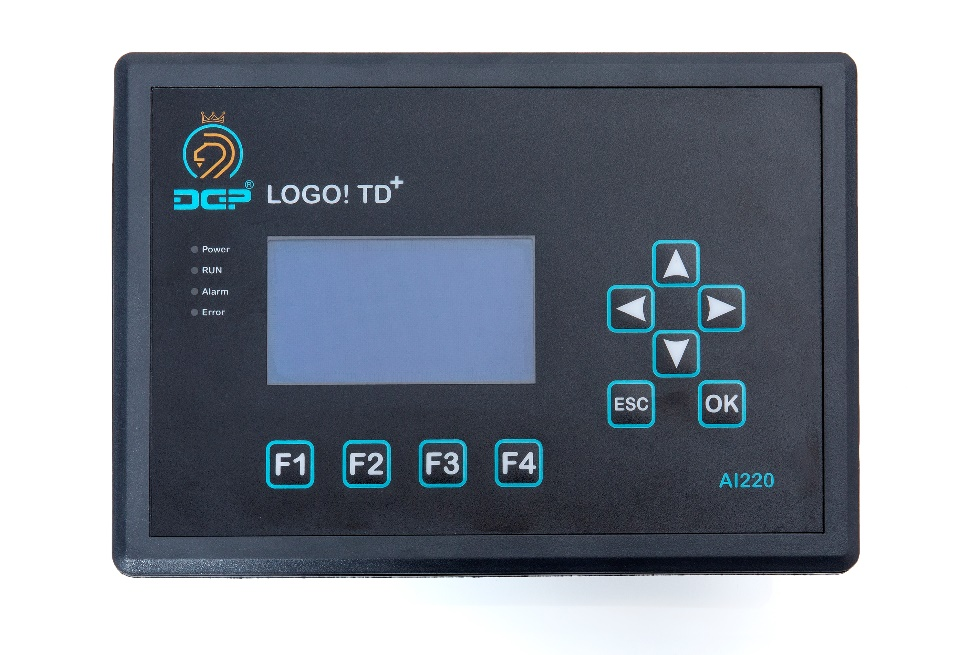 DGP®
LOGO! TD+
Power
RUN
Alarm
Error
ESC
OK
F1
F2
F3
F4
AI220